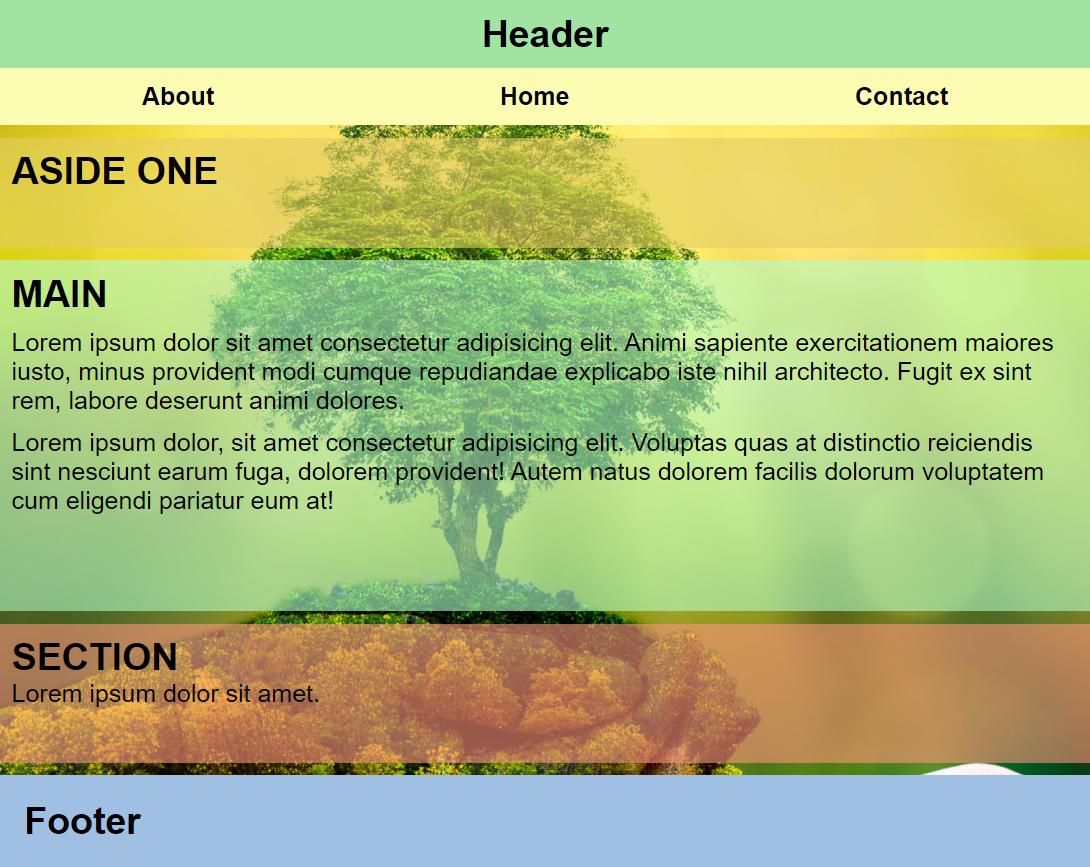 Header
About Home Contact
ASIDE ONE
MAIN
Lorem ipsum dolor sit amet consectetur adipisicing elit. Animi sapiente exercitationem maiores
iusto, minus provident modi cumque repudiandae explicabo iste nihil architecto. Fugit ex sint
rem, labore deserunt animi dolores.
Lorem ipsum dolor, sit amet consectetur adipisicing elit. Voluptas quas at distinctio reiciendis
sint nesciunt earum fuga, dolorem provident! Autem natus dolorem facilis dolorum voluptatem
cum eligendi pariatur eum at!
SECTION
Lorem ipsum dolor sit amet.
Footer